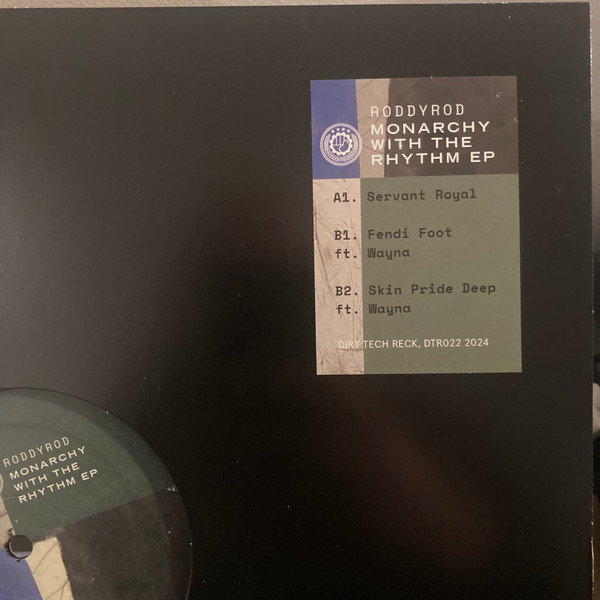 RODDYROD
MONARCHY
WITH THE
RHYTHM EP
A1. Servant Royal
B1. Fendi Foot
ft. Wayna
B2. Skin Pride Deep
ft. Wayna
DIRT TECH RECK, DTR022 2024
RODDYROD
MONARCHY
WITH THE
RHYTHM EP